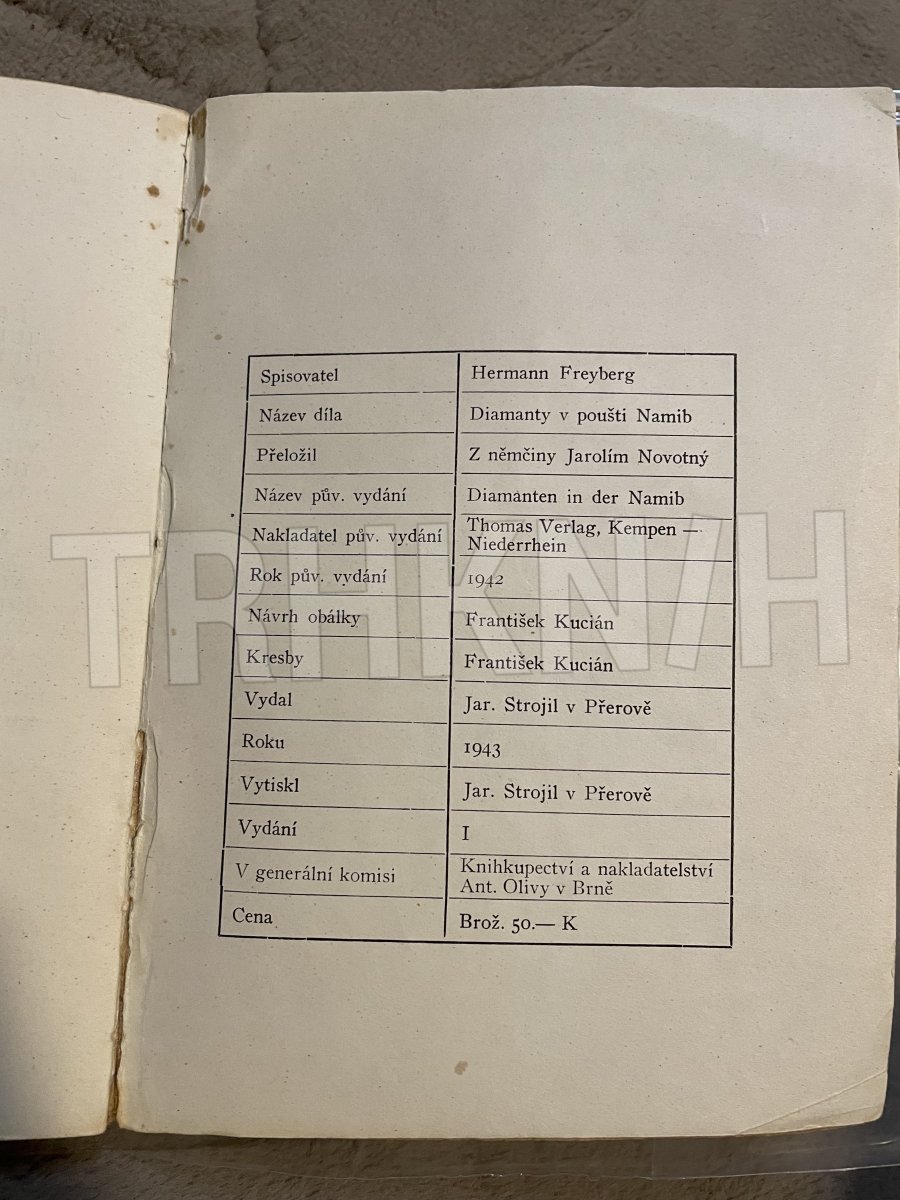 Spisovatel Hermann Freyberg
Název díla Diamanty v poušti Namib
Přeložil Z němčiny Jarolím Novotný
Název pův. vydání Diamanten in der Namib
Nakladatel pův. vydání Thomas Verlag, Kempen —
Niederrhein
Rok pův. vydání 1942
Návrh obálky František Kucián
Kresby František Kucián
Vydal Jar. Strojil v Přerově
Roku 1943
Vytiskl Jar. Strojil v Přerově
Vydání I
V generální komisi Knihkupectví a nakladatelství
Ant. Olivy v Brně
Cena Brož. 50.— K
TRHKNIH